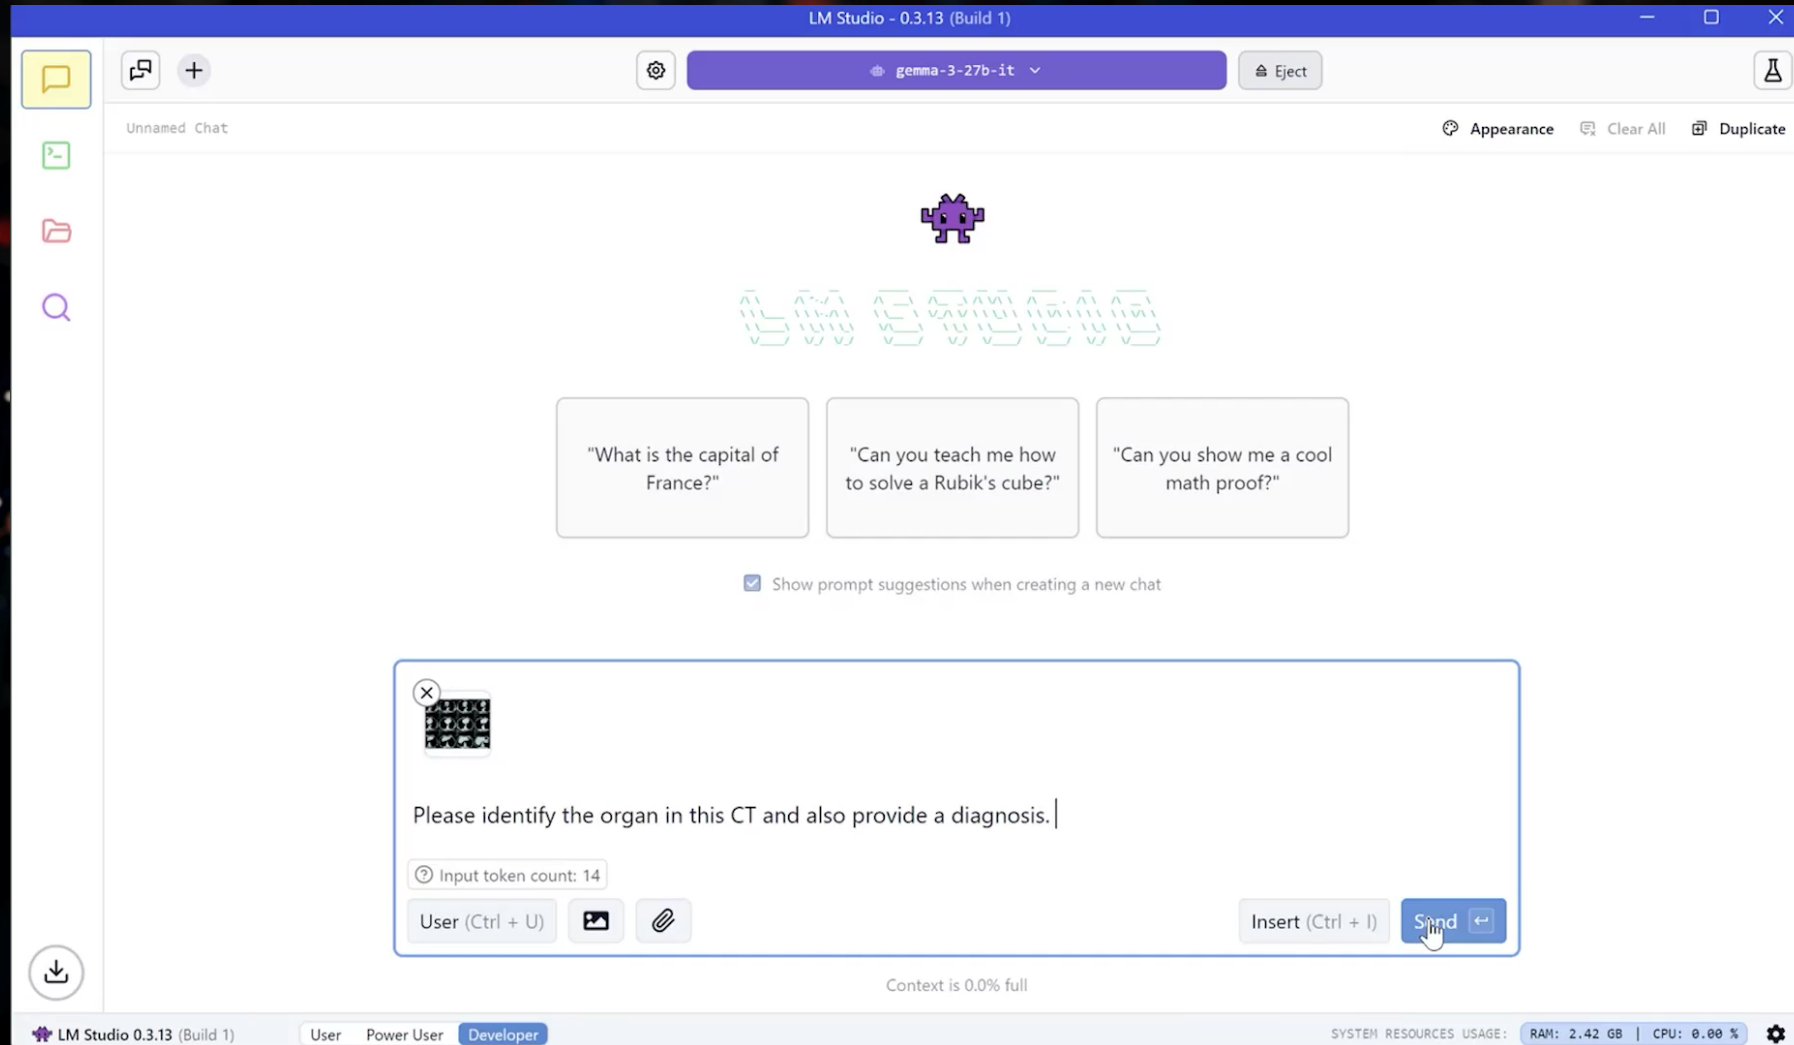 LM Studio - 0.3.13 (Build 1)
gemma-3-27b-it
Eject
Unnamed Chat
Appearance
Clear All
Duplicate
LM STUDIO
"What is the capital of
France?"
"Can you teach me how
to solve a Rubik's cube?"
"Can you show me a cool
math proof?"
Show prompt suggestions when creating a new chat
Please identify the organ in this CT and also provide a diagnosis.
Input token count: 14
User (Ctrl + U)
Insert (Ctrl + I)
Send
Context is 0.0% full
LM Studio 0.3.13 (Build 1)
User
Power User
Developer
SYSTEM RESOURCES USAGE:
RAM: 2.42 GB | CPU: 0.00 %